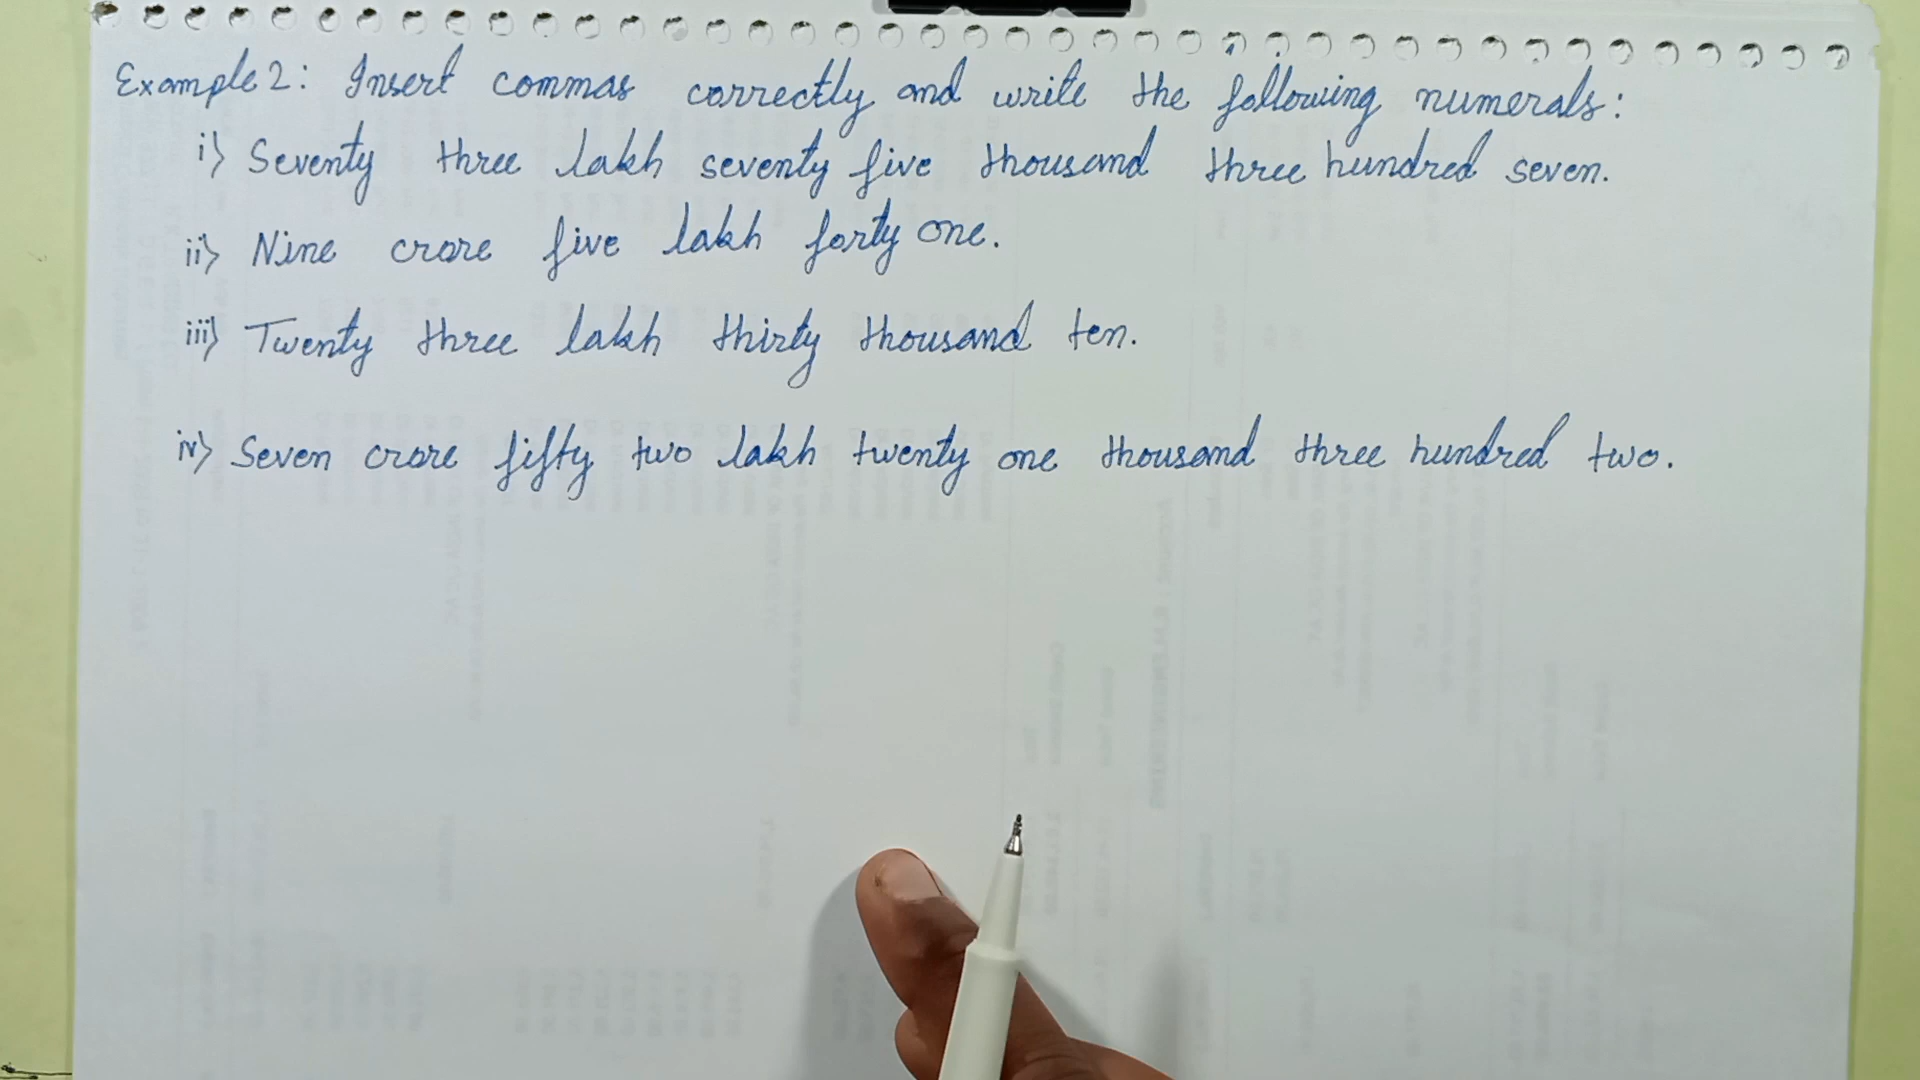 Example 2: Insert commas correctly and write the following numerals:
i) Seventy three lakh seventy five thousand three hundred seven.
ii) Nine crore five lakh forty one.
iii) Twenty three lakh thirty thousand ten.
iv) Seven crore fifty two lakh twenty one thousand three hundred two.